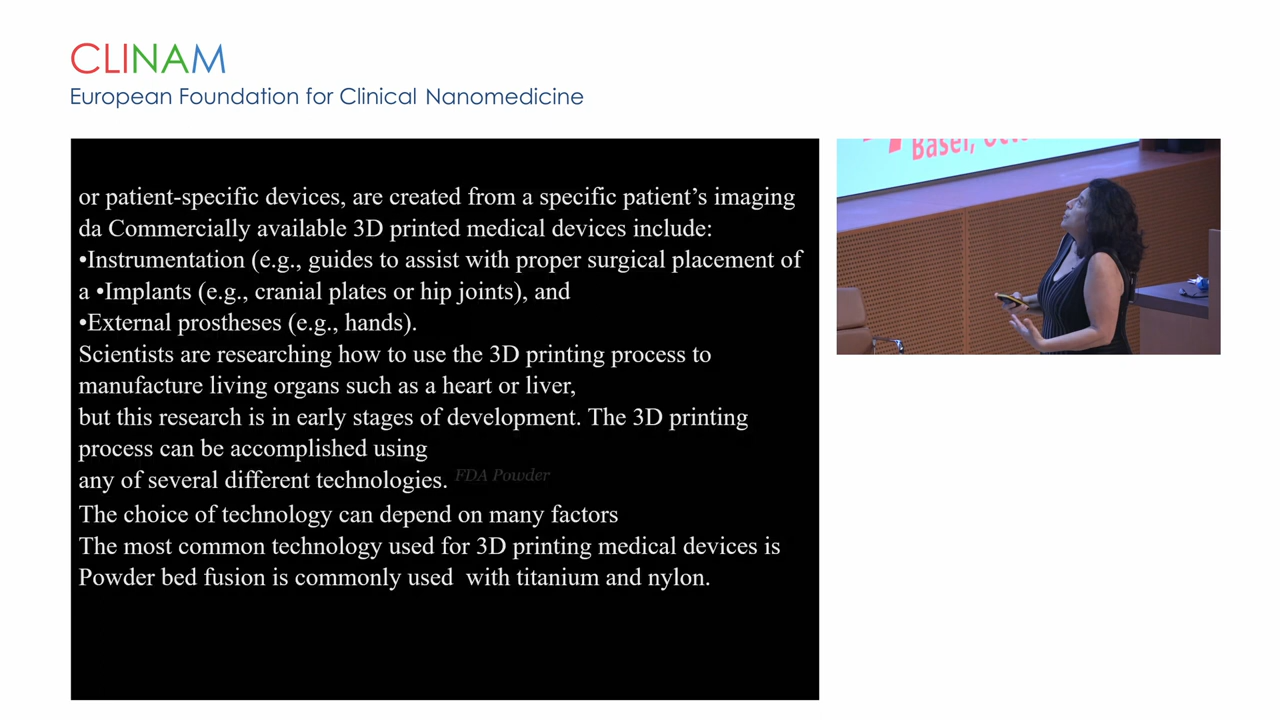 CLINAM
European Foundation for Clinical Nanomedicine
or patient-specific devices, are created from a specific patient's imaging
da Commercially available 3D printed medical devices include:
•Instrumentation (e.g., guides to assist with proper surgical placement of
a •Implants (e.g., cranial plates or hip joints), and
•External prostheses (e.g., hands).
Scientists are researching how to use the 3D printing process to
manufacture living organs such as a heart or liver,
but this research is in early stages of development. The 3D printing
process can be accomplished using
any of several different technologies. FDA Powder
The choice of technology can depend on many factors
The most common technology used for 3D printing medical devices is
Powder bed fusion is commonly used with titanium and nylon.
Basel,